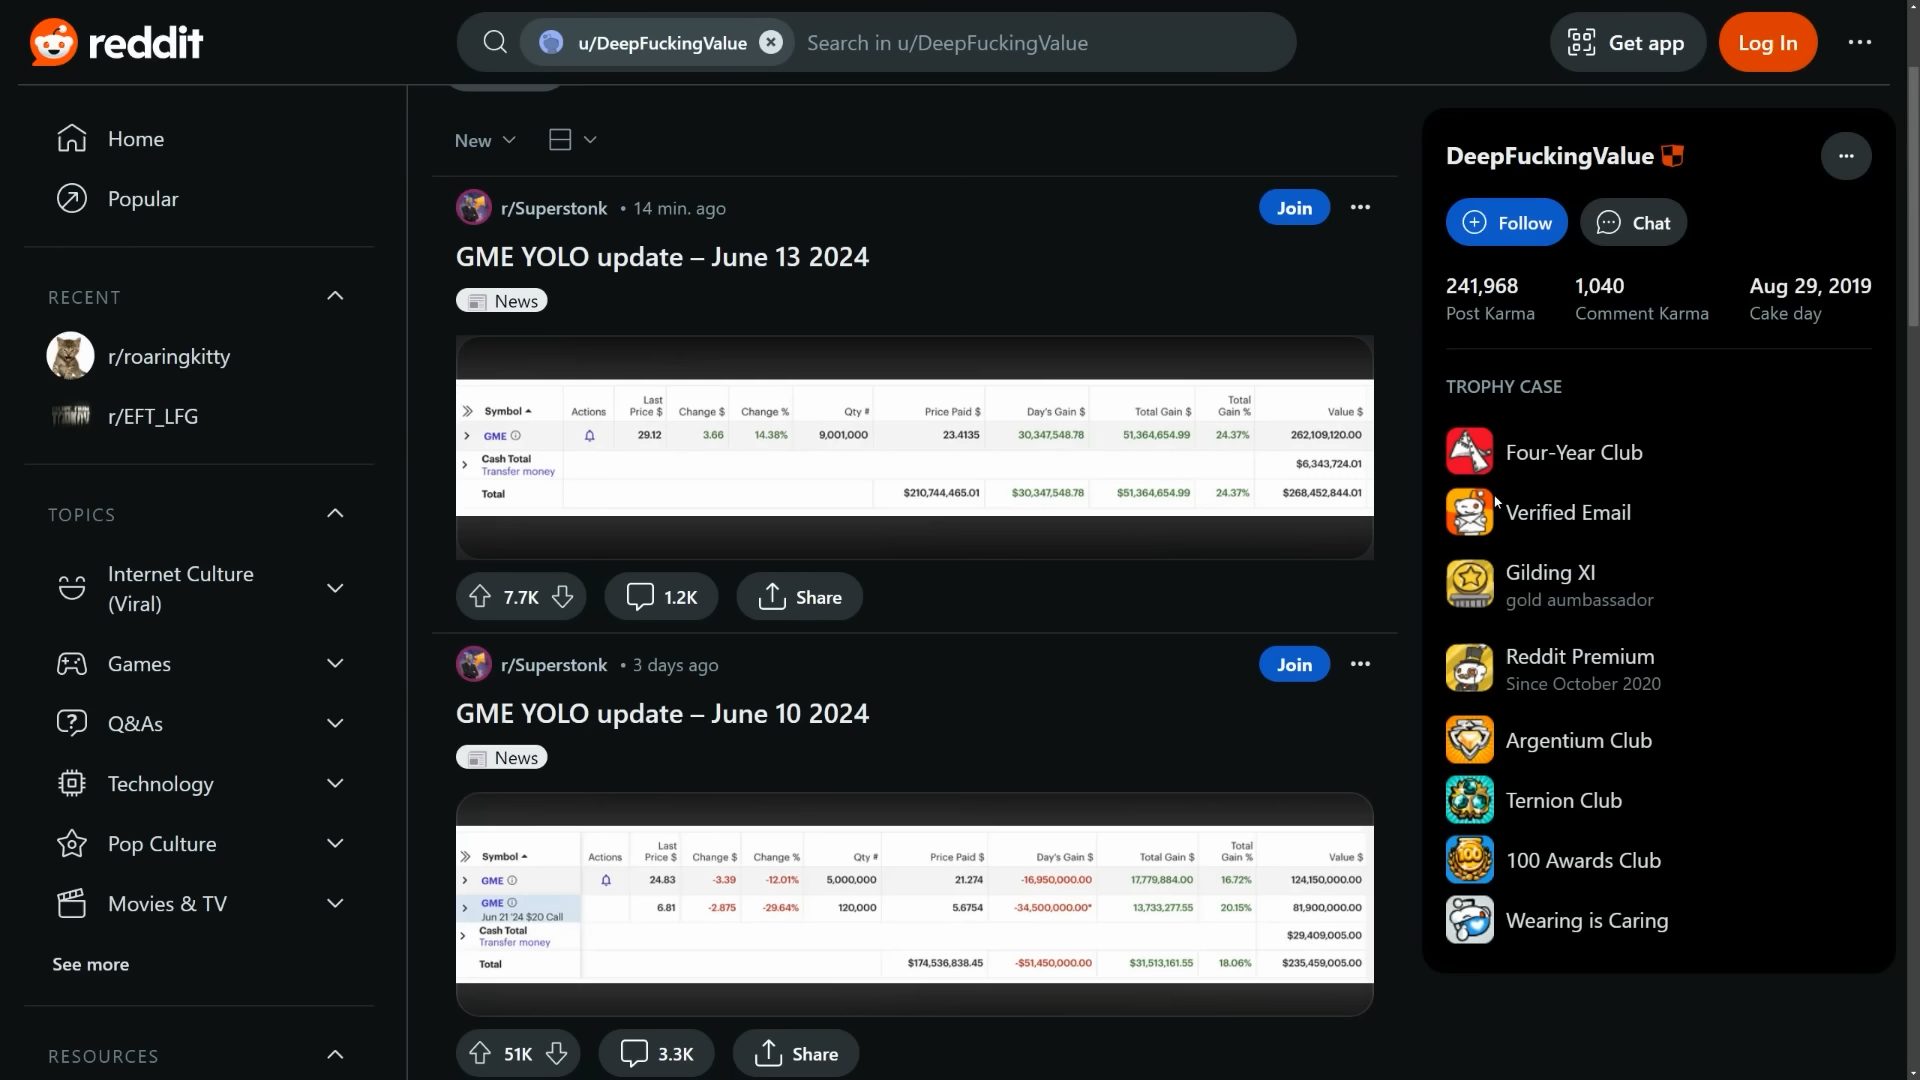 reddit
u/DeepFuckingValue
Search in u/DeepFuckingValue
Get app
Log In
Home
Popular
RECENT
r/roaringkitty
r/EFT_LFG
TOPICS
Internet Culture
(Viral)
Games
Q&As
Technology
Pop Culture
Movies & TV
See more
RESOURCES
New
r/Superstonk • 14 min. ago
Join
GME YOLO update – June 13 2024
News
Symbol Actions Last Price $ Change $ Change % Qty # Price Paid $ Day's Gain $ Total Gain $ Total Gain % Value $
GME 29.12 3.66 14.38% 9,001,000 23.4135 30,347,548.78 51,364,654.99 24.37% 262,109,120.00
Cash Total $6,343,724.01
Transfer money
Total $210,744,465.01 $30,347,548.78 $51,364,654.99 24.37% $268,452,844.01
7.7K 1.2K Share
r/Superstonk • 3 days ago
Join
GME YOLO update – June 10 2024
News
Symbol Actions Last Price $ Change $ Change % Qty # Price Paid $ Day's Gain $ Total Gain $ Total Gain % Value $
GME 24.83 -3.39 -12.01% 5,000,000 21.274 -16,950,000.00 17,779,884.00 16.72% 124,150,000.00
GME 6.81 -2.875 -29.64% 120,000 5.6754 -34,500,000.00* 13,733,277.55 20.15% 81,900,000.00
Jun 21 '24 $20 Call
Cash Total $29,409,005.00
Transfer money
Total $174,536,838.45 -$51,450,000.00 $31,513,161.55 18.06% $235,459,005.00
51K 3.3K Share
DeepFuckingValue
Follow Chat
241,968 1,040 Aug 29, 2019
Post Karma Comment Karma Cake day
TROPHY CASE
Four-Year Club
Verified Email
Gilding XI
gold aumbassador
Reddit Premium
Since October 2020
Argentium Club
Ternion Club
100 Awards Club
Wearing is Caring